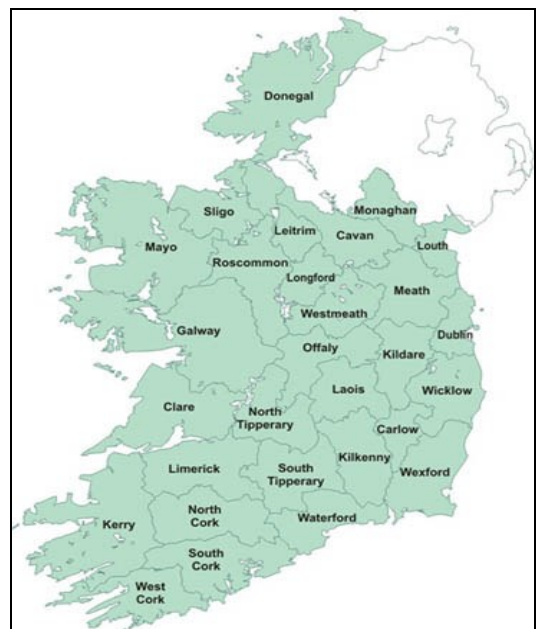 Donegal
Monaghan
Sligo
Leitrim
Cavan
Louth
Mayo
Roscommon
Longford
Meath
Westmeath
Galway
Dublin
Offaly
Kildare
Laois
Wicklow
Clare
North
Tipperary
Carlow
Kilkenny
Limerick
South
Tipperary
Wexford
North
Cork
Waterford
Kerry
South
Cork
West
Cork